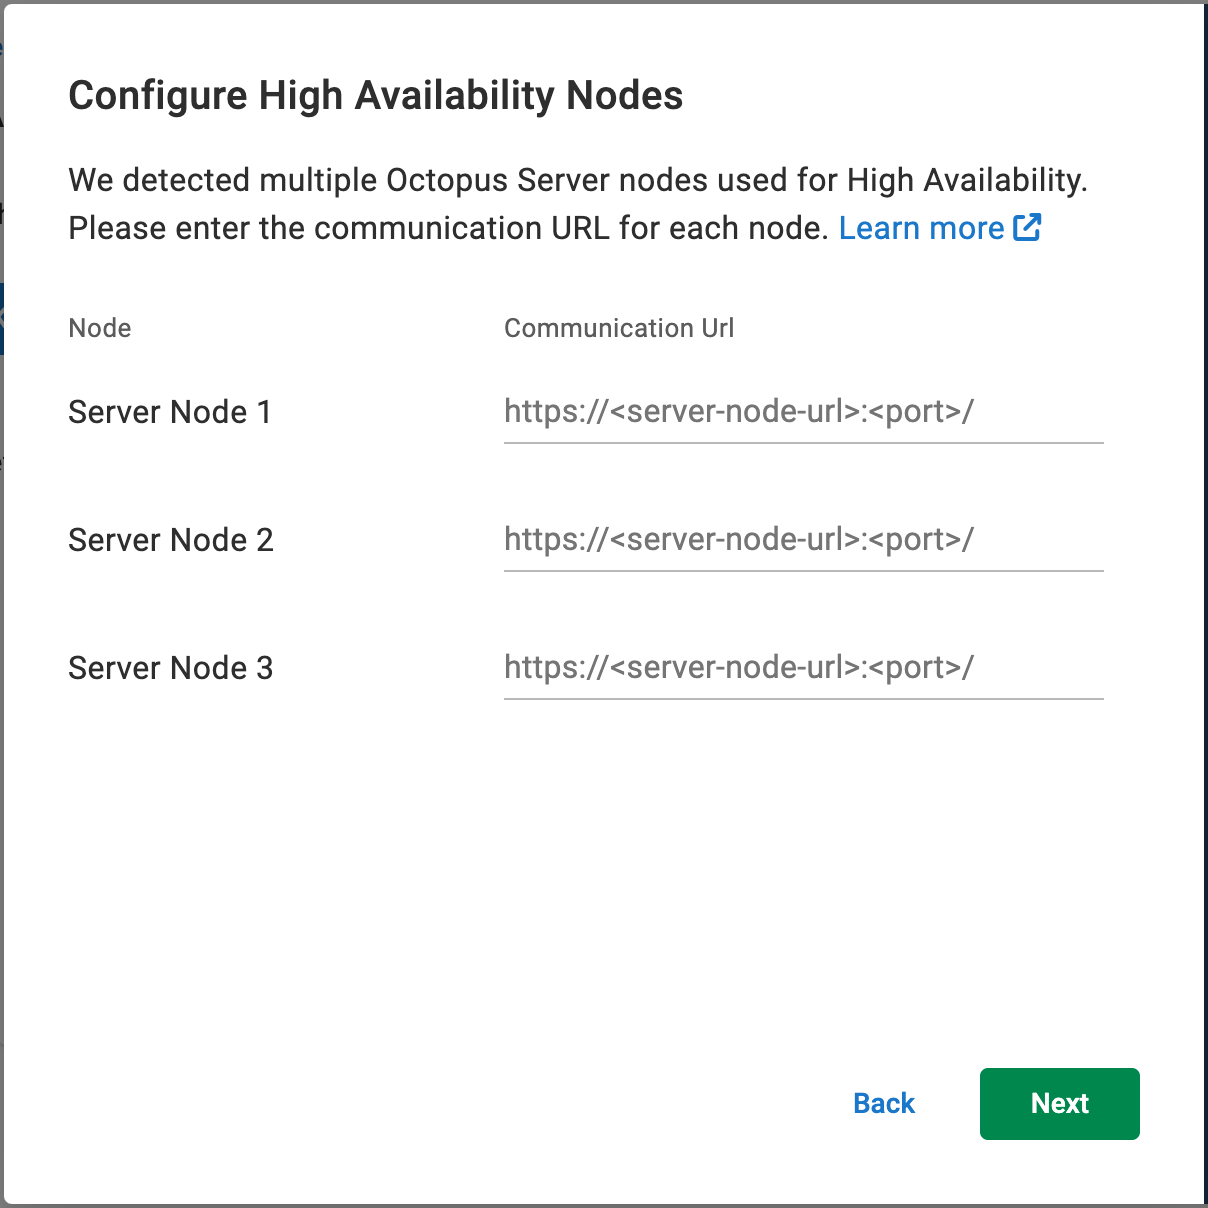 Configure High Availability Nodes
We detected multiple Octopus Server nodes used for High Availability.
Please enter the communication URL for each node. Learn more
Node Communication Url
Server Node 1 https://<server-node-url>:<port>/
Server Node 2 https://<server-node-url>:<port>/
Server Node 3 https://<server-node-url>:<port>/
Back Next